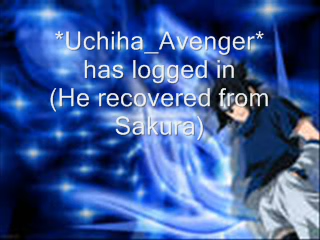 *Uchiha_Avenger*
has logged in
(He recovered from
Sakura)